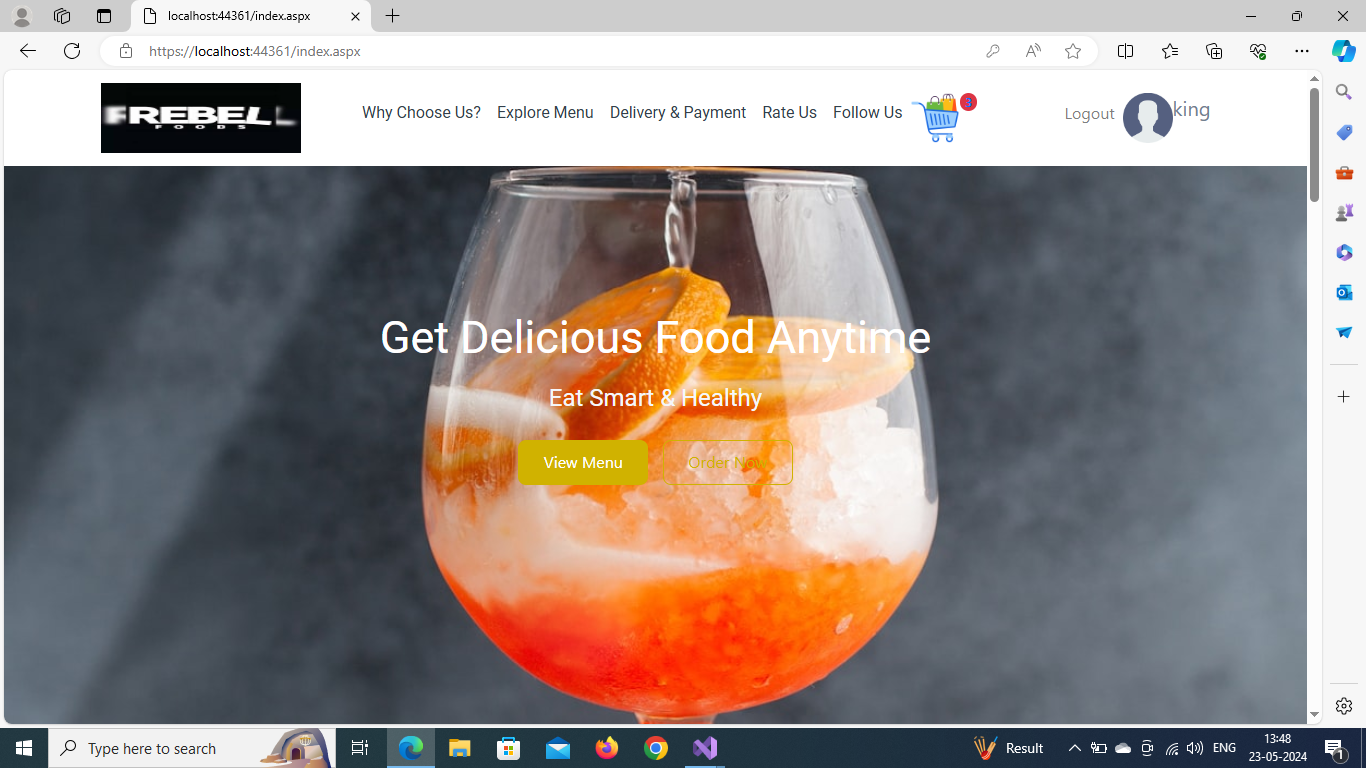 localhost:44361/index.aspx
https://localhost:44361/index.aspx
FREBELL
FOODS
Why Choose Us?
Explore Menu
Delivery & Payment
Rate Us
Follow Us
3
Logout
king
Get Delicious Food Anytime
Eat Smart & Healthy
View Menu
Order Now
Type here to search
Result
ENG
13:48
23-05-2024
1